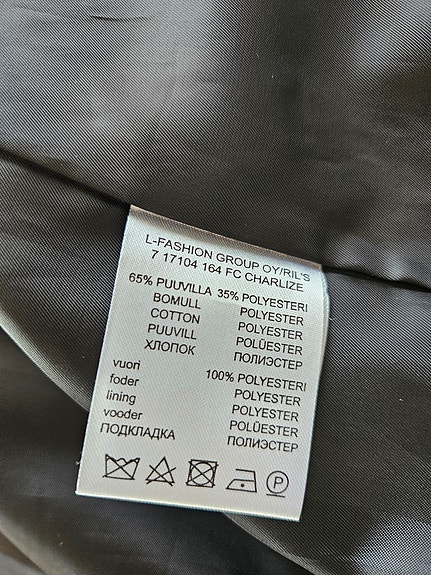 L-FASHION GROUP OY/RIL'S
7 17104 164 FC CHARLIZE
65% PUUVILLA 35% POLYESTERI
BOMULL POLYESTER
COTTON POLYESTER
PUUVILL POLÜESTER
ХЛОПОК ПОЛИЭСТЕР
vuori 100% POLYESTERI
foder POLYESTER
lining POLYESTER
vooder POLÜESTER
ПОДКЛАДКА ПОЛИЭСТЕР
P